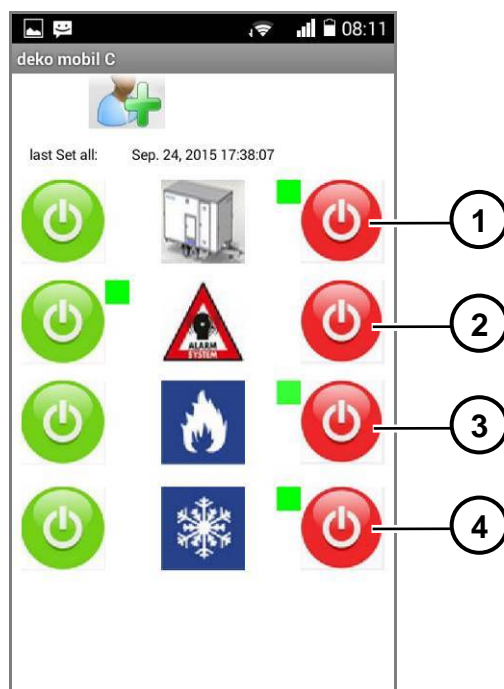 08:11
deko mobil C
last Set all: Sep. 24, 2015 17:38:07
1
ALARM
SYSTEM
2
3
4